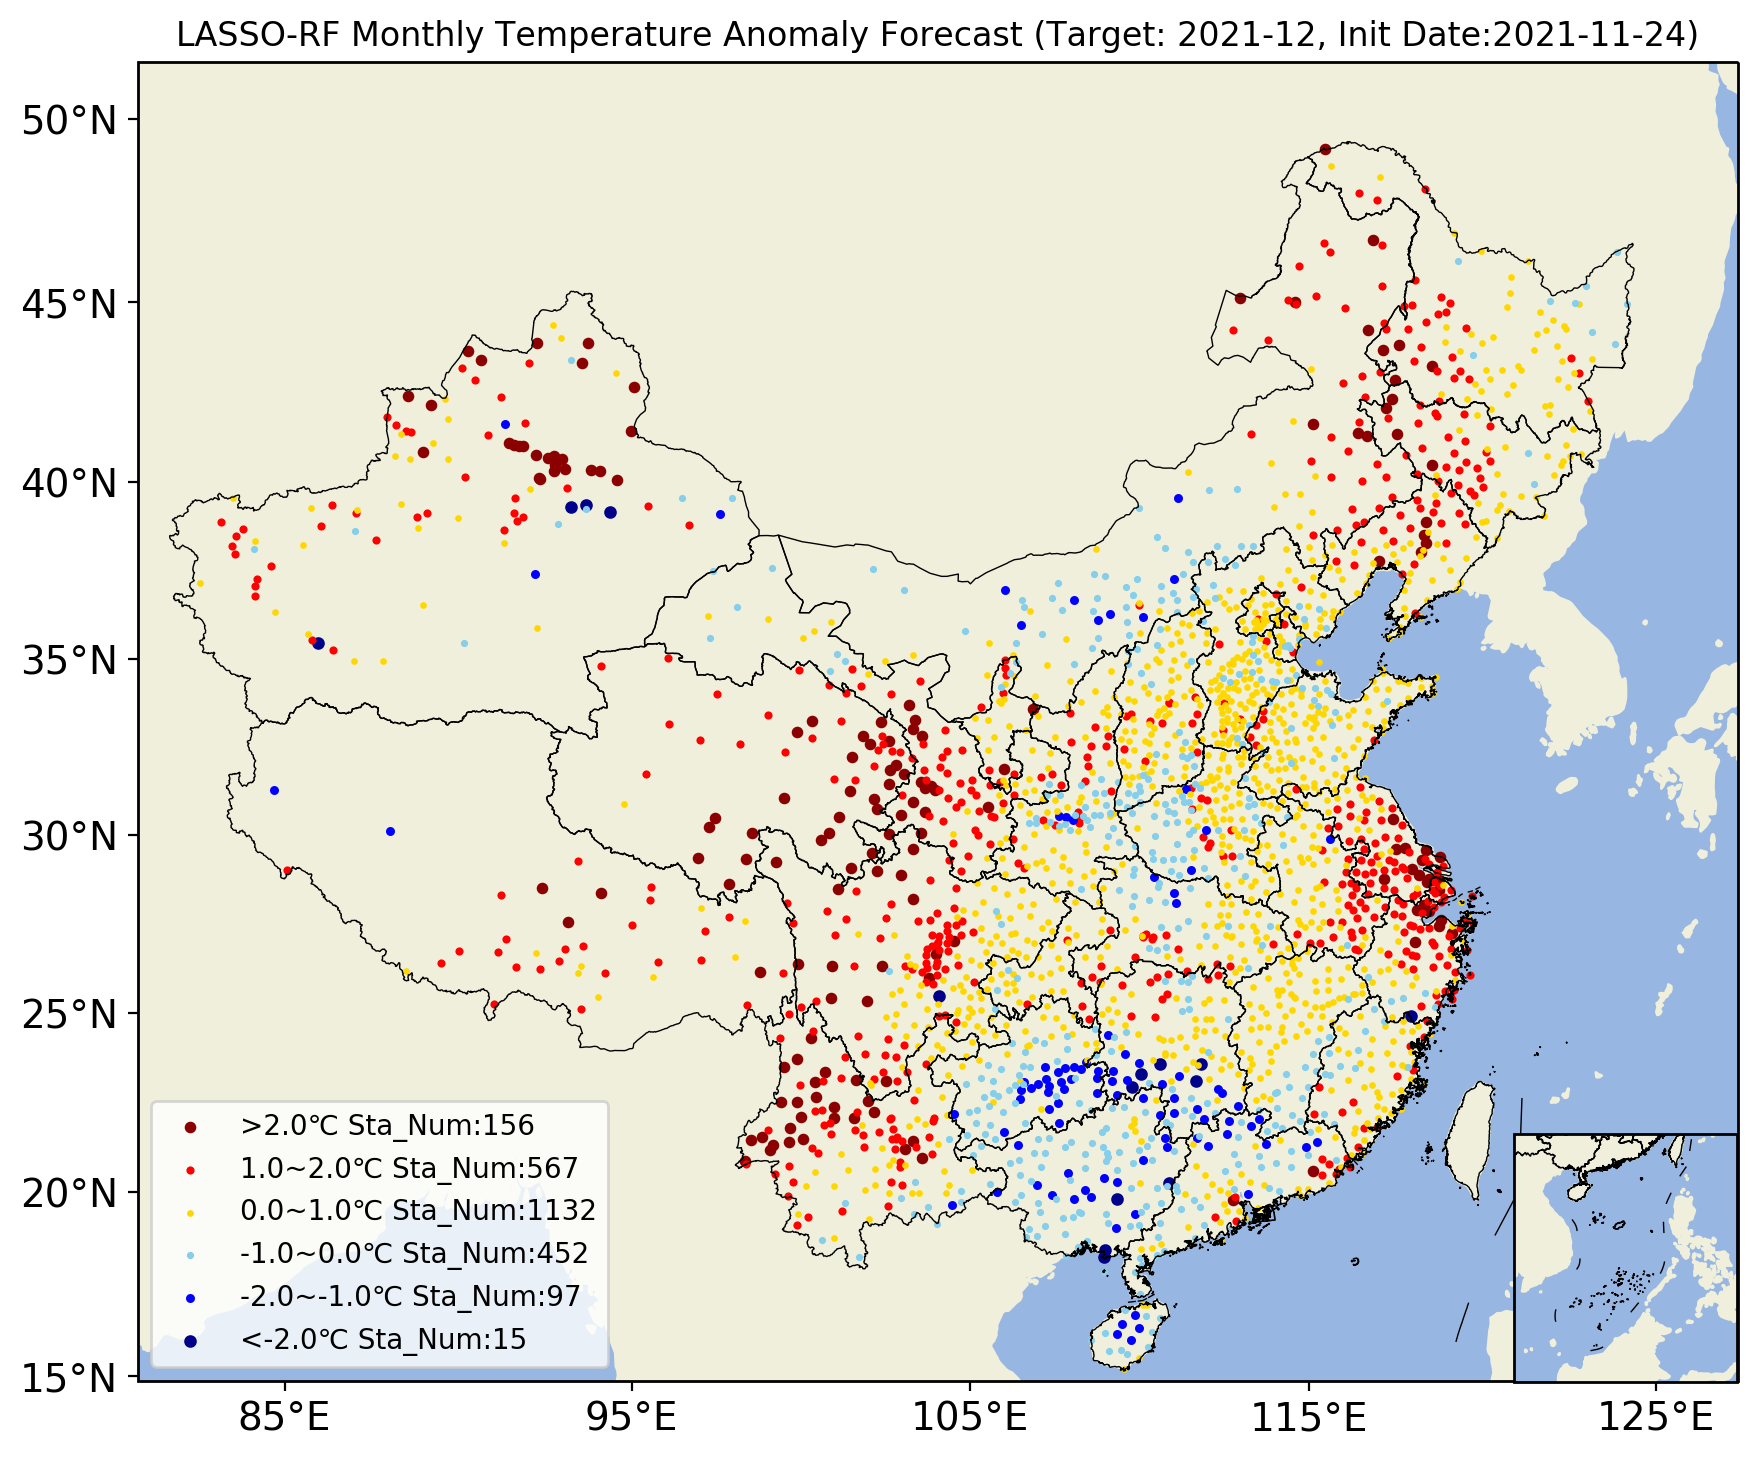 LASSO-RF Monthly Temperature Anomaly Forecast (Target: 2021-12, Init Date:2021-11-24)
50°N
45°N
40°N
35°N
30°N
25°N
20°N
15°N
>2.0℃ Sta_Num:156
1.0~2.0℃ Sta_Num:567
0.0~1.0℃ Sta_Num:1132
-1.0~0.0℃ Sta_Num:452
-2.0~-1.0℃ Sta_Num:97
<-2.0℃ Sta_Num:15
85°E
95°E
105°E
115°E
125°E